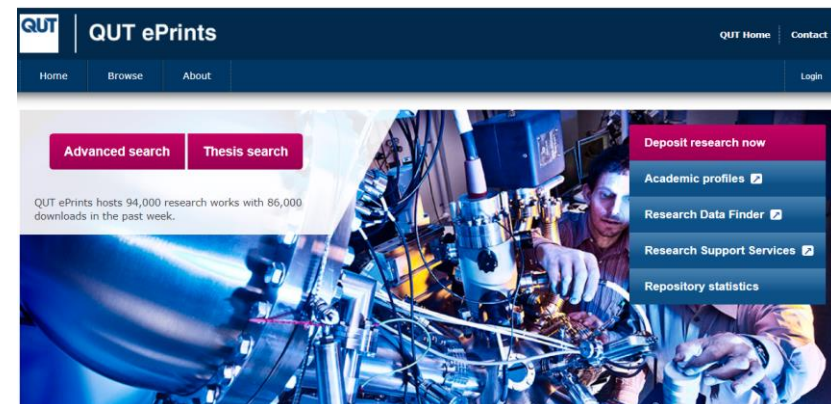 QUT
QUT ePrints
QUT Home
Contact
Home
Browse
About
Login
Advanced search
Thesis search
QUT ePrints hosts 94,000 research works with 86,000
downloads in the past week.
Deposit research now
Academic profiles
Research Data Finder
Research Support Services
Repository statistics